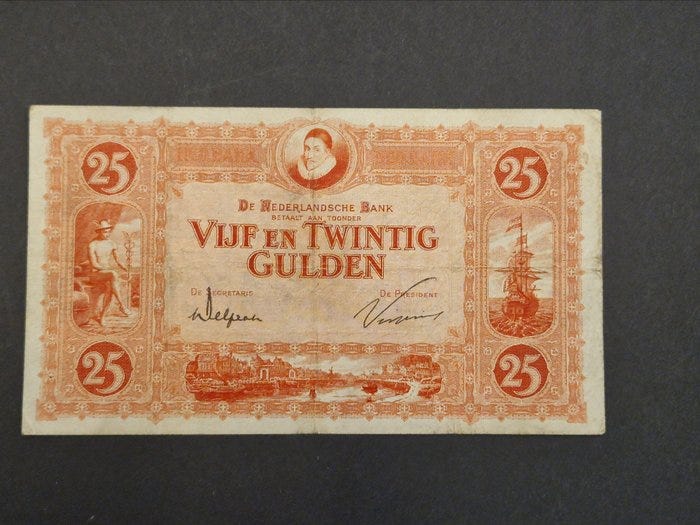 25
25
De Nederlandsche Bank
betaalt aan toonder
Vijf en Twintig
Gulden
De Secretaris
De President
25
25